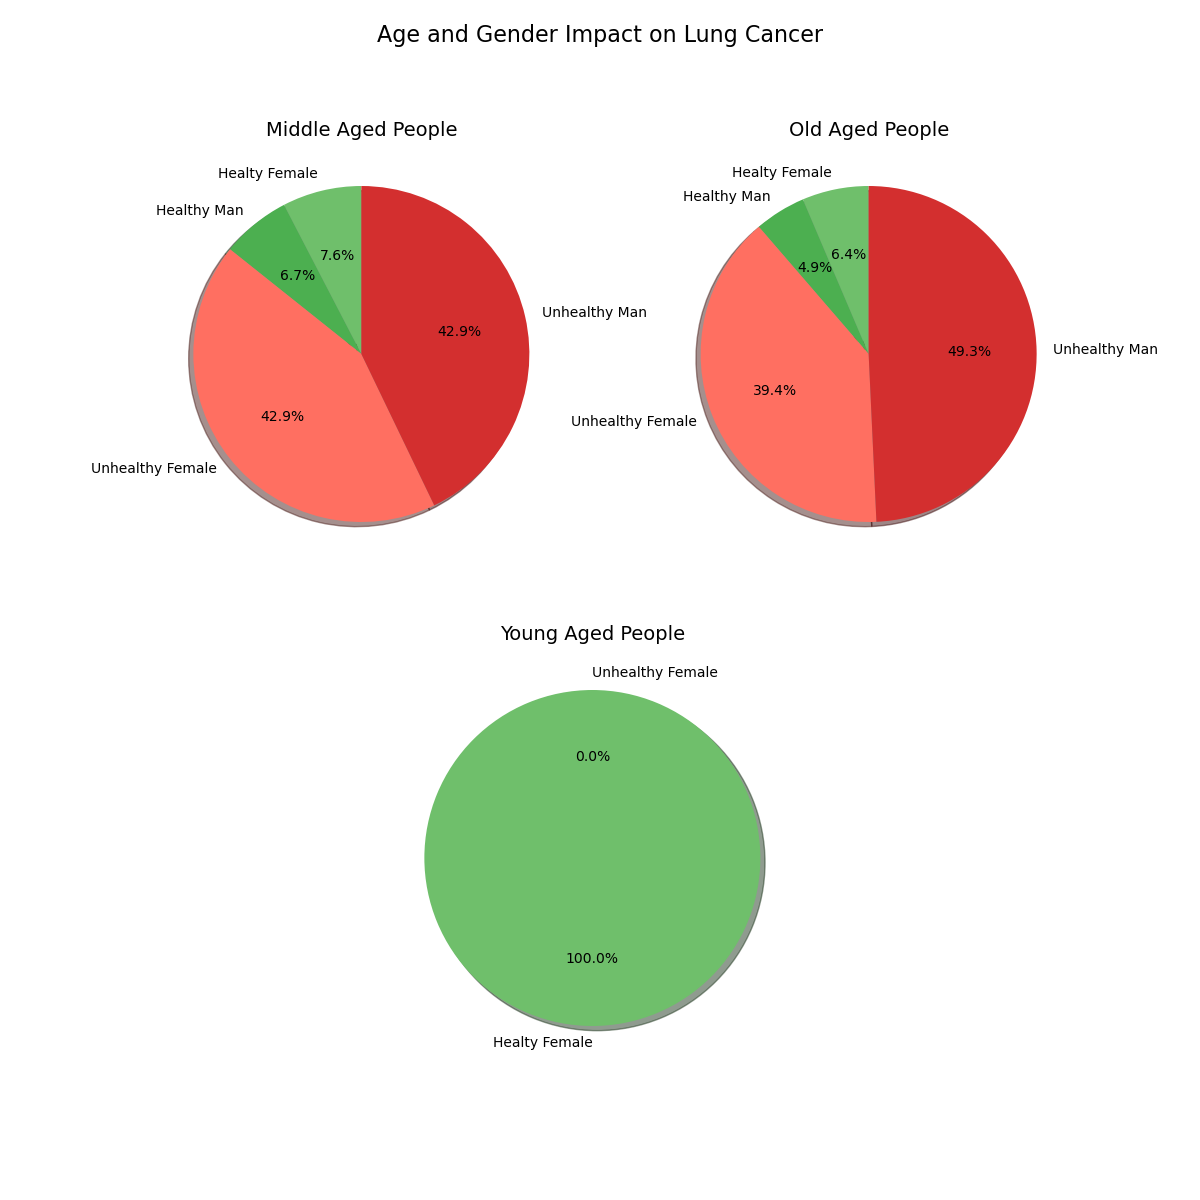 Age and Gender Impact on Lung Cancer
Middle Aged People
Healty Female
Healthy Man
7.6%
6.7%
Unhealthy Man
42.9%
42.9%
Unhealthy Female
Old Aged People
Healty Female
Healthy Man
6.4%
4.9%
Unhealthy Man
49.3%
39.4%
Unhealthy Female
Young Aged People
Unhealthy Female
0.0%
100.0%
Healty Female